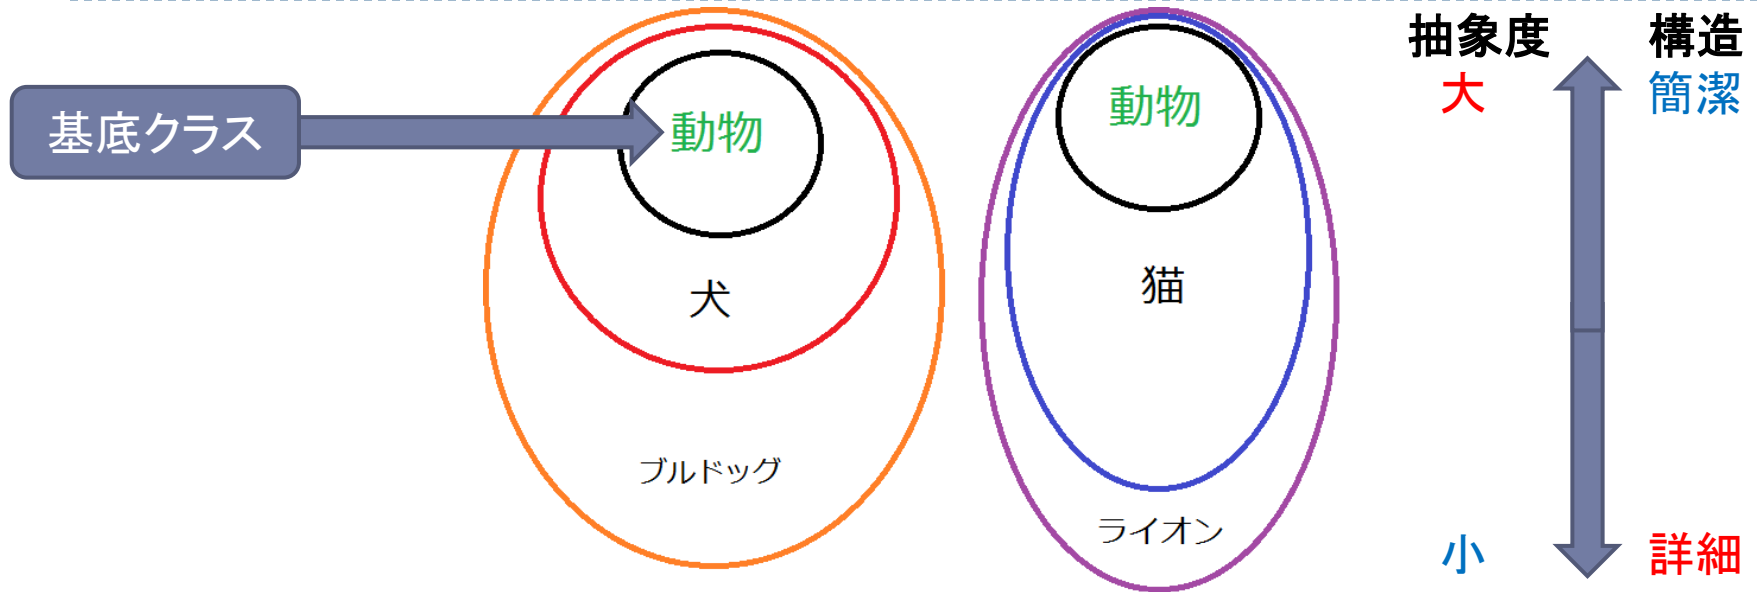 基底クラス
動物
犬
ブルドッグ
動物
猫
ライオン
抽象度 構造
大 簡潔
小 詳細